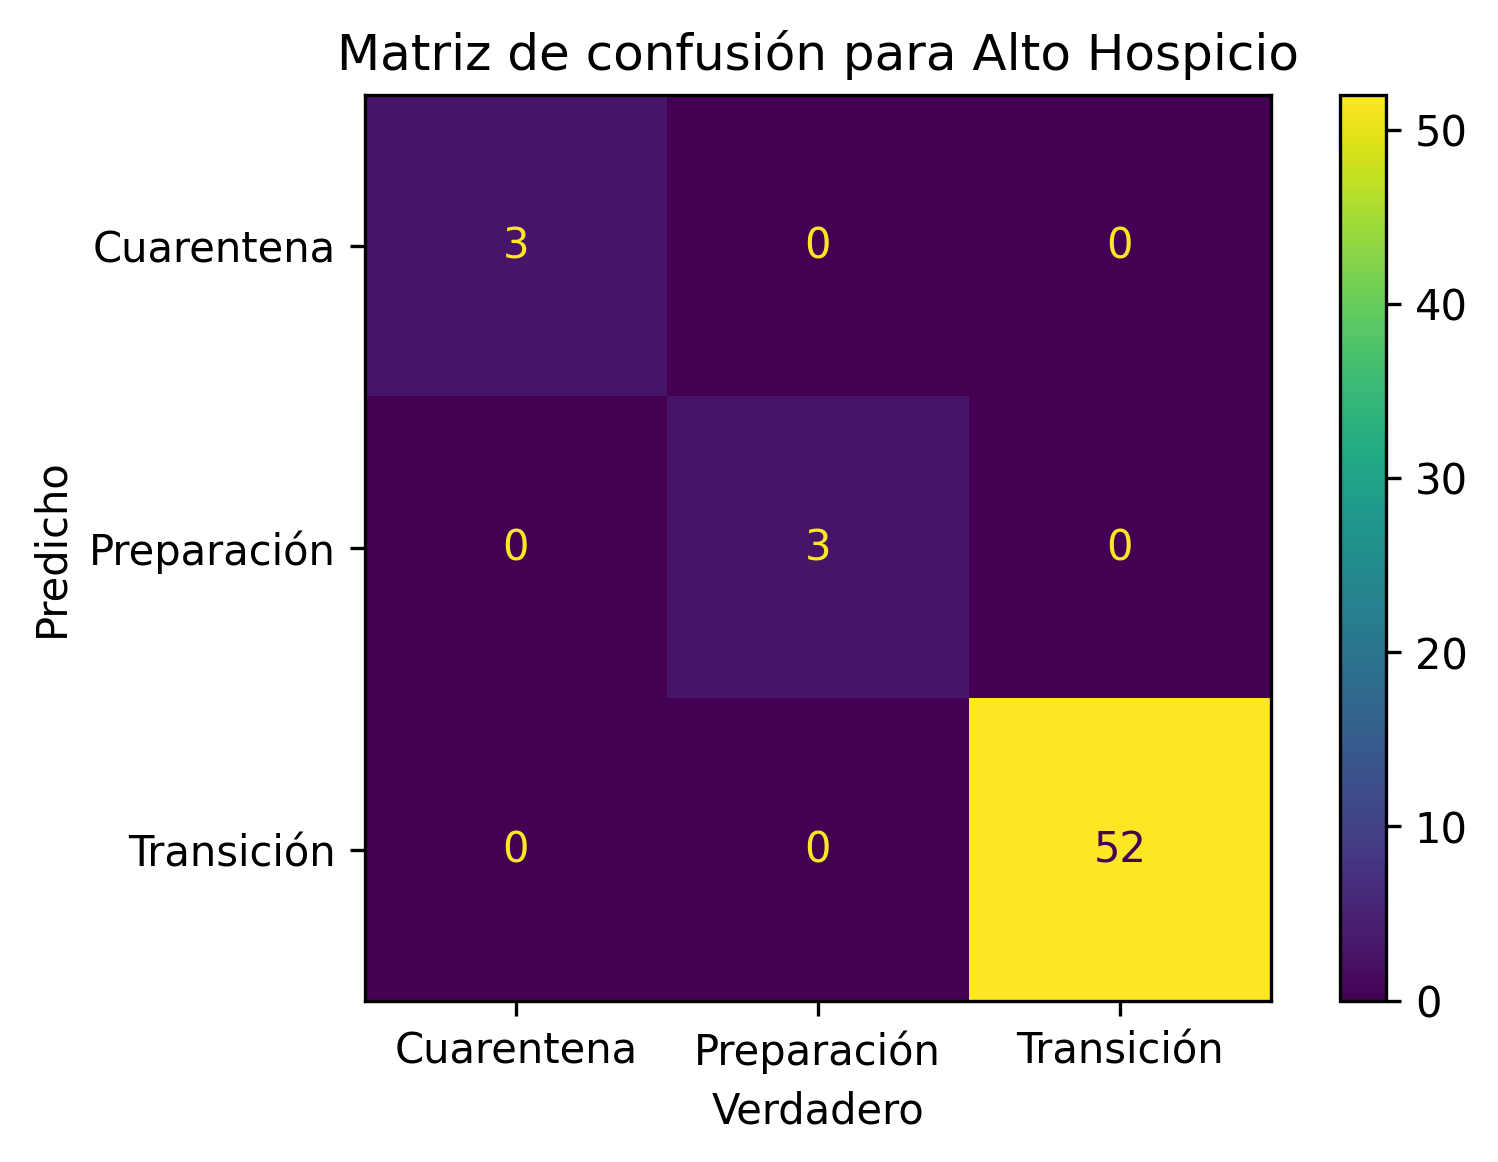 Matriz de confusión para Alto Hospicio
Cuarentena
3 0 0
Preparación
0 3 0
Transición
0 0 52
Predicho
Cuarentena Preparación Transición
Verdadero
50
40
30
20
10
0